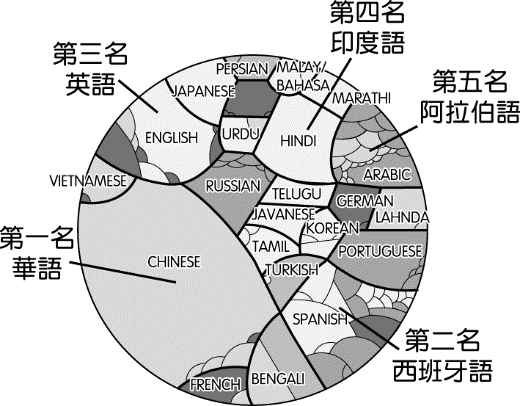 第四名
印度語
第三名
英語
第五名
阿拉伯語
PERSIAN
MALAY/
BAHASA
JAPANESE
MARATHI
ENGLISH
URDU
HINDI
ARABIC
VIETNAMESE
RUSSIAN
TELUGU
GERMAN
JAVANESE
LAHNDA
KOREAN
第一名
華語
TAMIL
PORTUGUESE
CHINESE
TURKISH
SPANISH
第二名
西班牙語
FRENCH
BENGALI